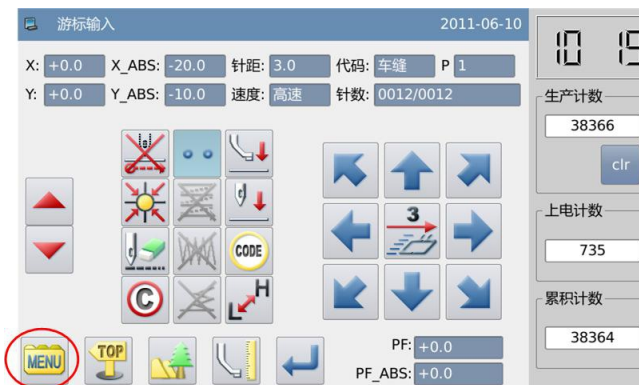 游标输入 2011-06-10
10 15
X: +0.0 X_ABS: -20.0 针距: 3.0 代码: 车缝 P 1
Y: +0.0 Y_ABS: -10.0 速度: 高速 针数: 0012/0012
生产计数
38366
clr
3
CODE
上电计数
735
C
L H
累积计数
38364
MENU TOP
PF: +0.0
PF_ABS: +0.0